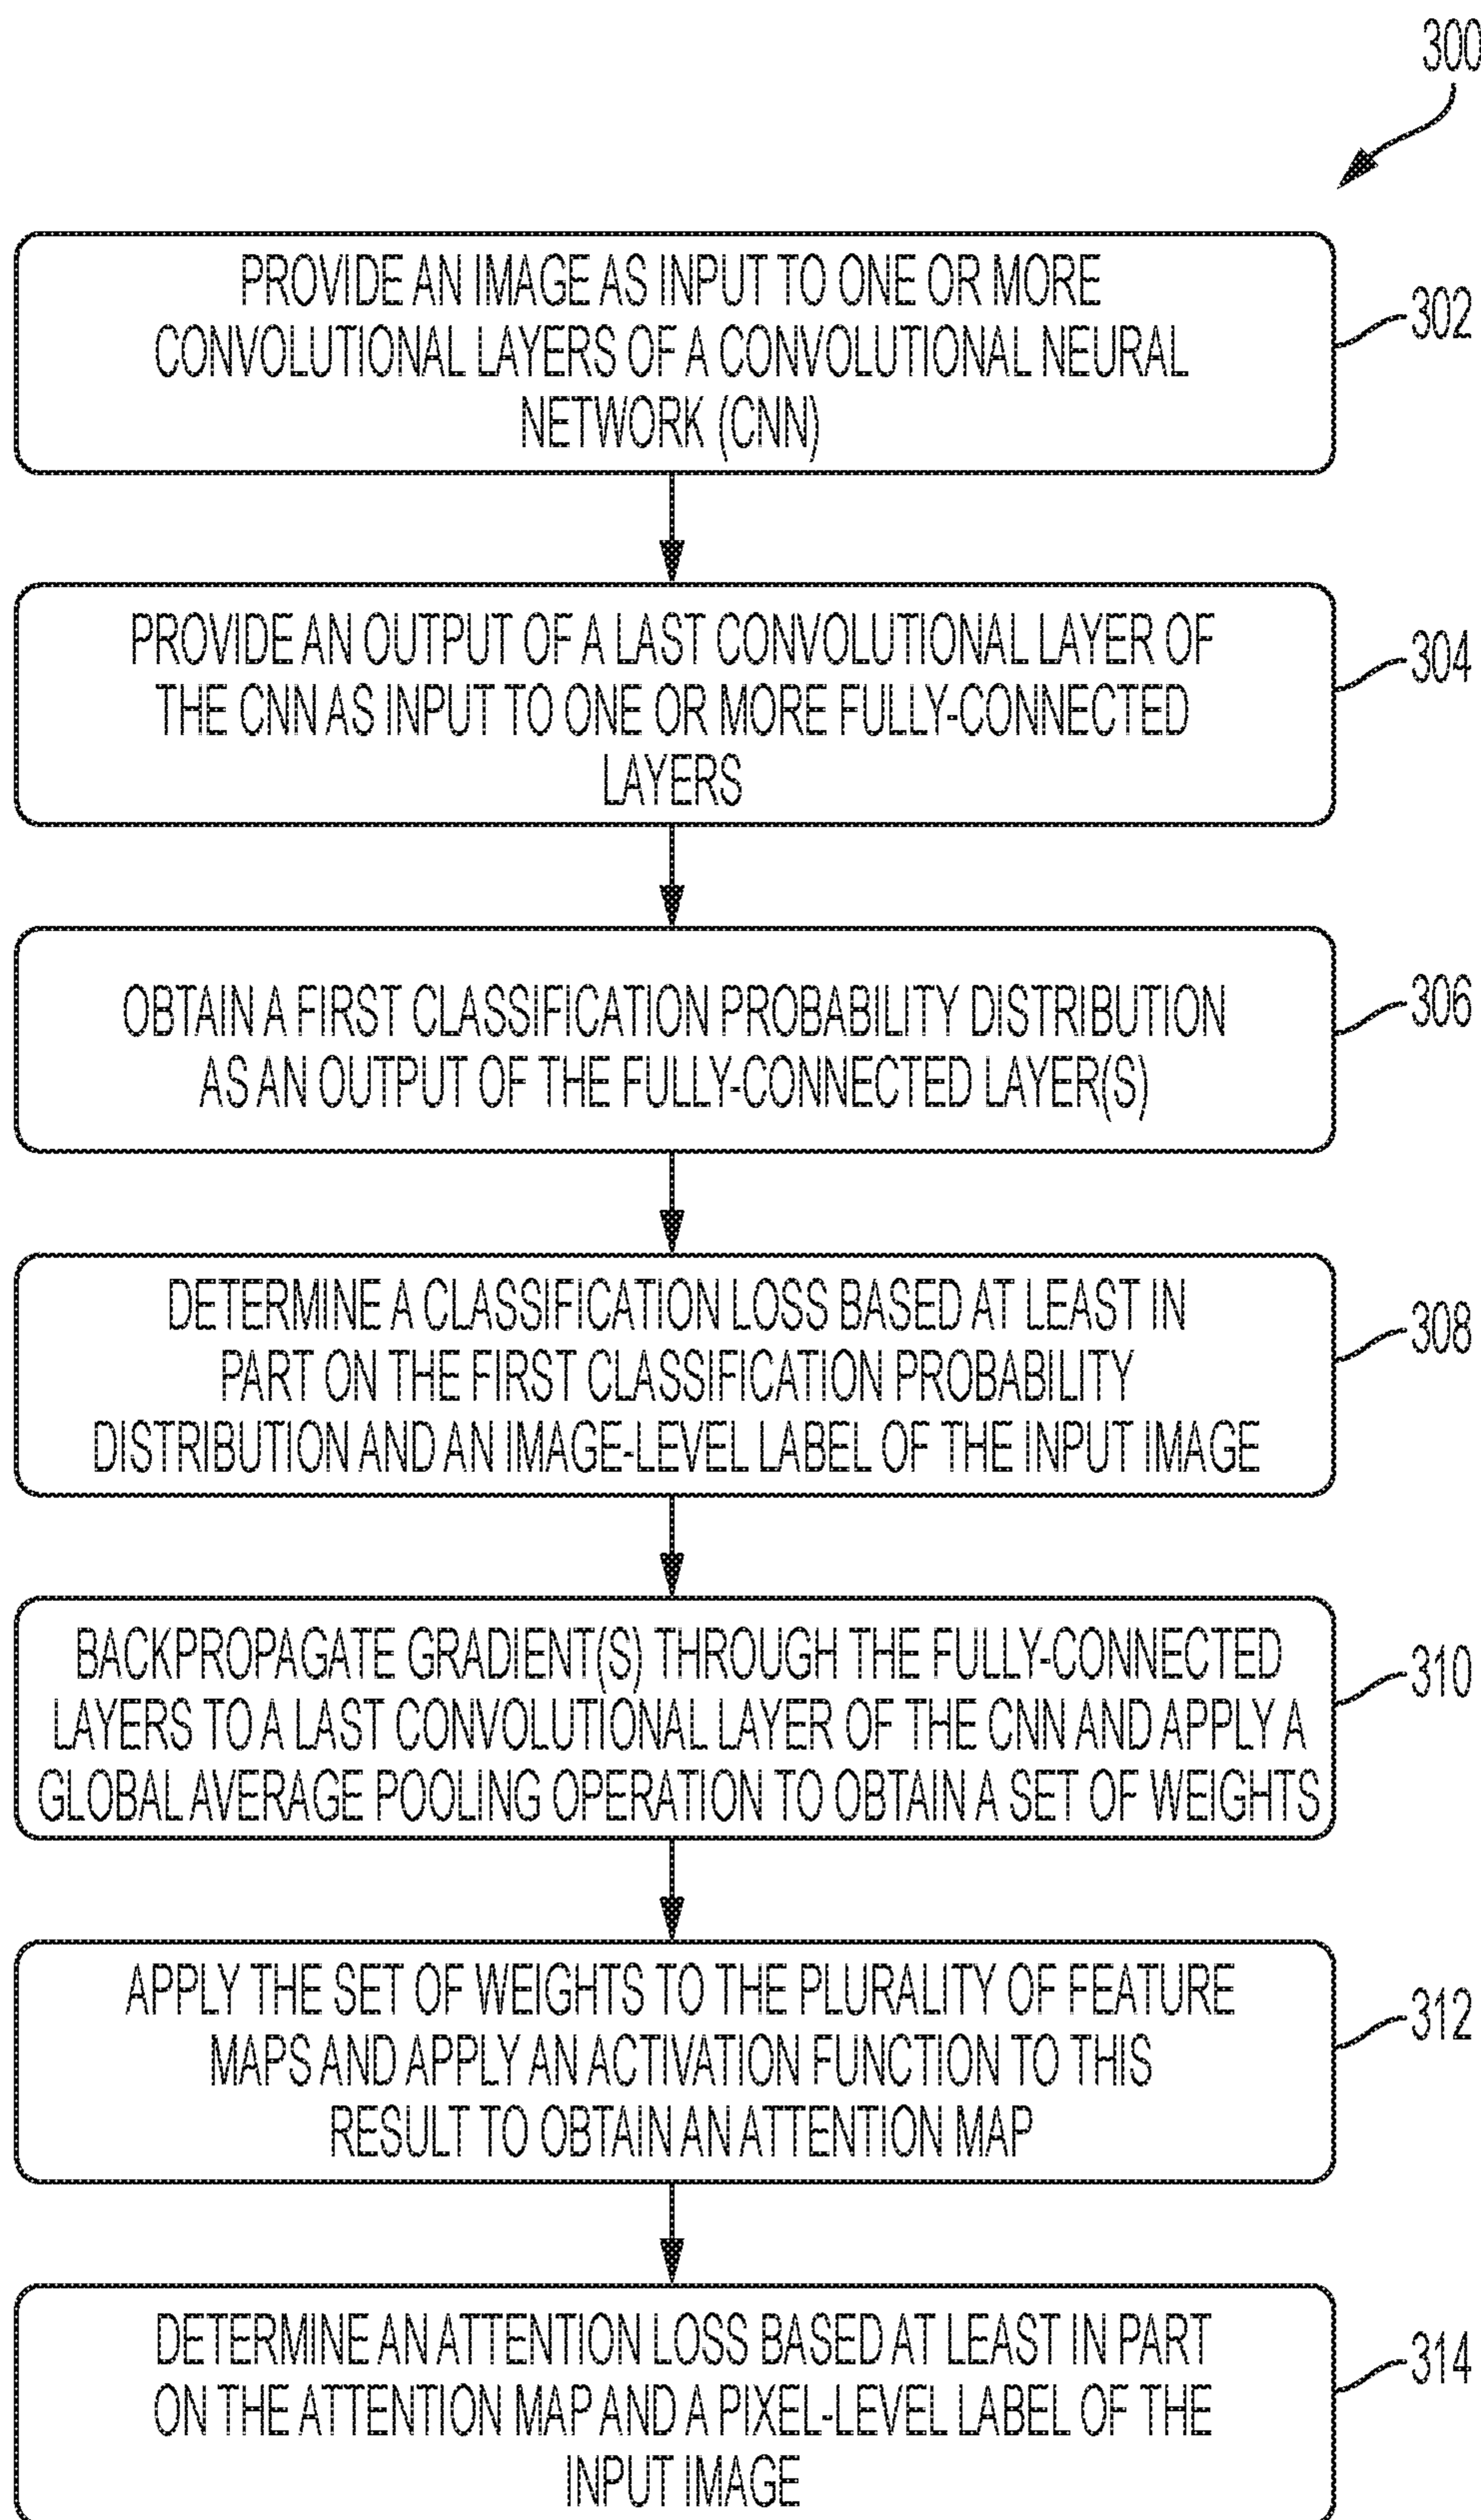 300
PROVIDE AN IMAGE AS INPUT TO ONE OR MORE
CONVOLUTIONAL LAYERS OF A CONVOLUTIONAL NEURAL
NETWORK (CNN)
302
PROVIDE AN OUTPUT OF A LAST CONVOLUTIONAL LAYER OF
THE CNN AS INPUT TO ONE OR MORE FULLY-CONNECTED
LAYERS
304
OBTAIN A FIRST CLASSIFICATION PROBABILITY DISTRIBUTION
AS AN OUTPUT OF THE FULLY-CONNECTED LAYER(S)
306
DETERMINE A CLASSIFICATION LOSS BASED AT LEAST IN
PART ON THE FIRST CLASSIFICATION PROBABILITY
DISTRIBUTION AND AN IMAGE-LEVEL LABEL OF THE INPUT IMAGE
308
BACKPROPAGATE GRADIENT(S) THROUGH THE FULLY-CONNECTED
LAYERS TO A LAST CONVOLUTIONAL LAYER OF THE CNN AND APPLY A
GLOBAL AVERAGE POOLING OPERATION TO OBTAIN A SET OF WEIGHTS
310
APPLY THE SET OF WEIGHTS TO THE PLURALITY OF FEATURE
MAPS AND APPLY AN ACTIVATION FUNCTION TO THIS
RESULT TO OBTAIN AN ATTENTION MAP
312
DETERMINE AN ATTENTION LOSS BASED AT LEAST IN PART
ON THE ATTENTION MAP AND A PIXEL-LEVEL LABEL OF THE
INPUT IMAGE
314